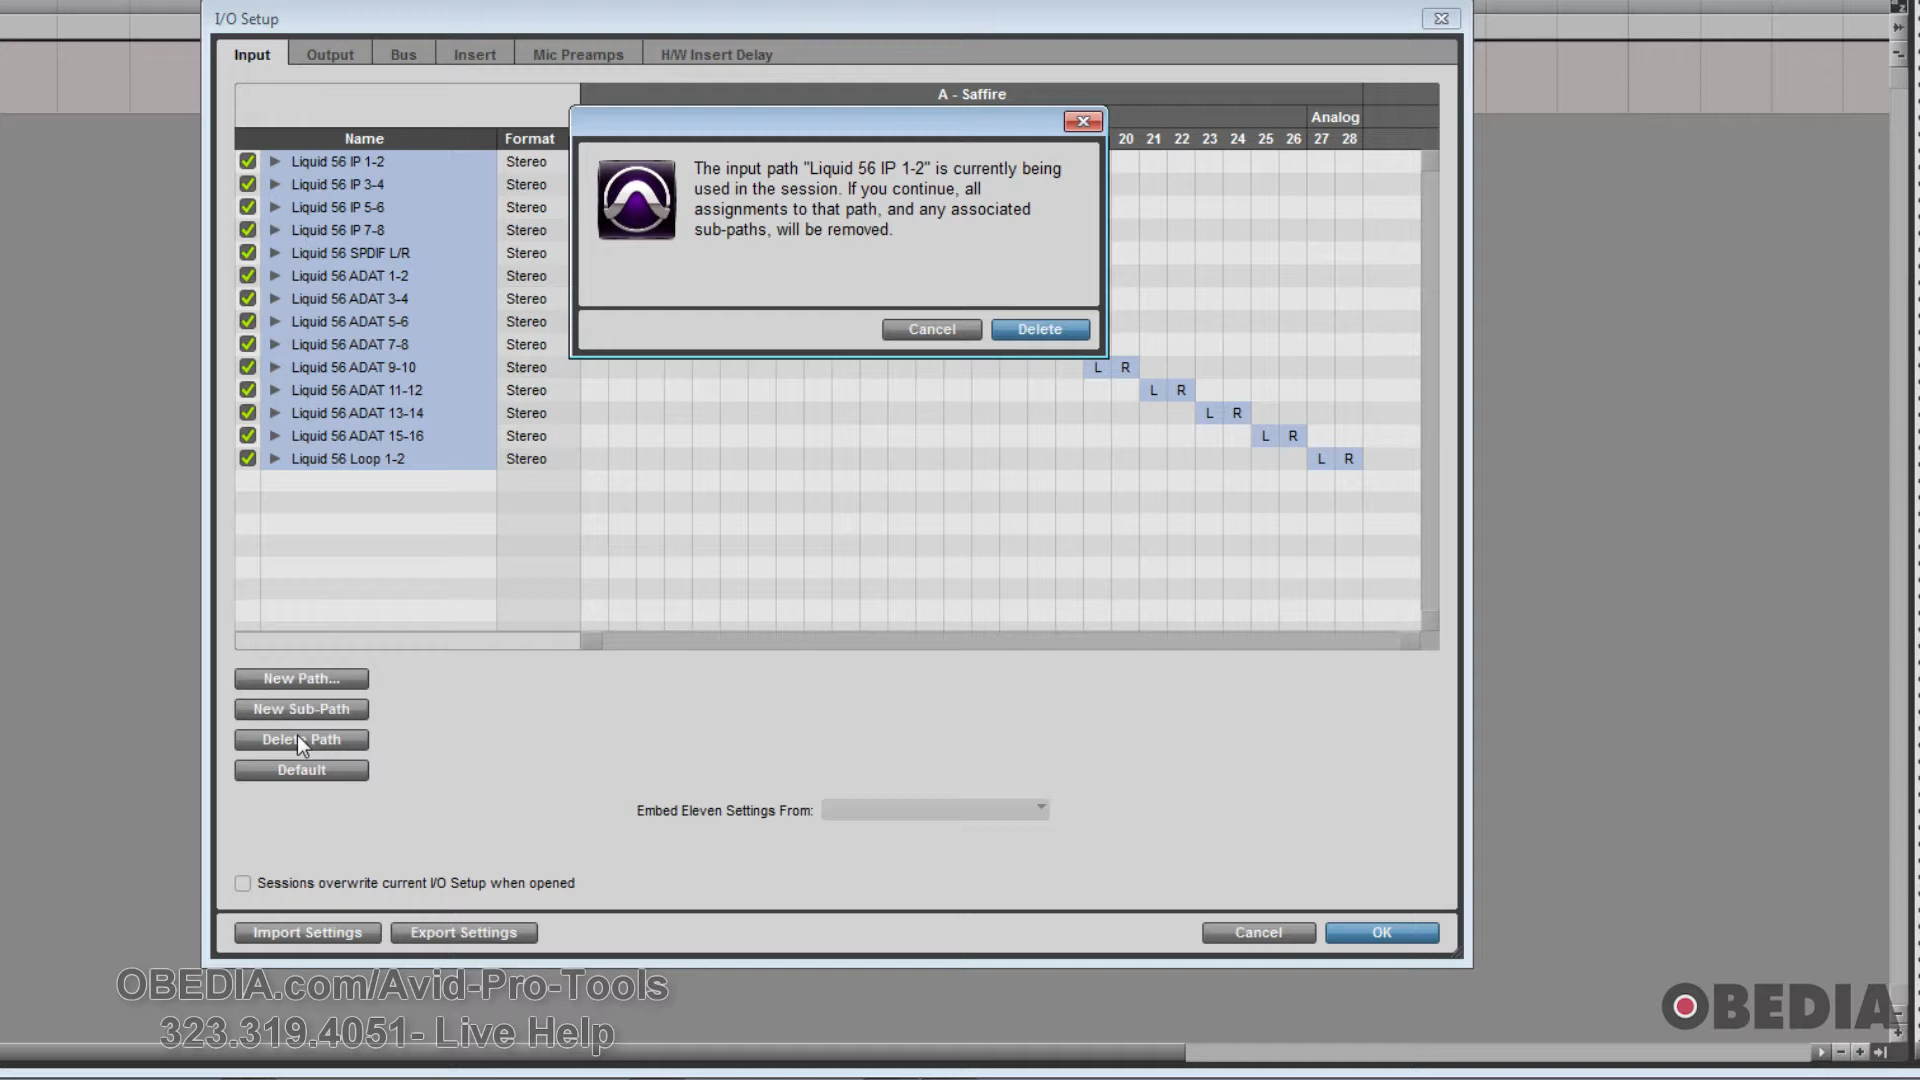 I/O Setup
Input Output Bus Insert Mic Preamps H/W Insert Delay
A - Saffire
Analog
Name Format 20 21 22 23 24 25 26 27 28
Liquid 56 IP 1-2 Stereo
Liquid 56 IP 3-4 Stereo
Liquid 56 IP 5-6 Stereo
Liquid 56 IP 7-8 Stereo
Liquid 56 SPDIF L/R Stereo
Liquid 56 ADAT 1-2 Stereo
Liquid 56 ADAT 3-4 Stereo
Liquid 56 ADAT 5-6 Stereo
Liquid 56 ADAT 7-8 Stereo
Liquid 56 ADAT 9-10 Stereo L R
Liquid 56 ADAT 11-12 Stereo L R
Liquid 56 ADAT 13-14 Stereo L R
Liquid 56 ADAT 15-16 Stereo L R
Liquid 56 Loop 1-2 Stereo L R
The input path "Liquid 56 IP 1-2" is currently being
used in the session. If you continue, all
assignments to that path, and any associated
sub-paths, will be removed.
Cancel Delete
New Path...
New Sub-Path
Delete Path
Default
Embed Eleven Settings From:
Sessions overwrite current I/O Setup when opened
Import Settings Export Settings Cancel OK
OBEDIA.com/Avid-Pro-Tools
323.319.4051- Live Help
OBEDIA